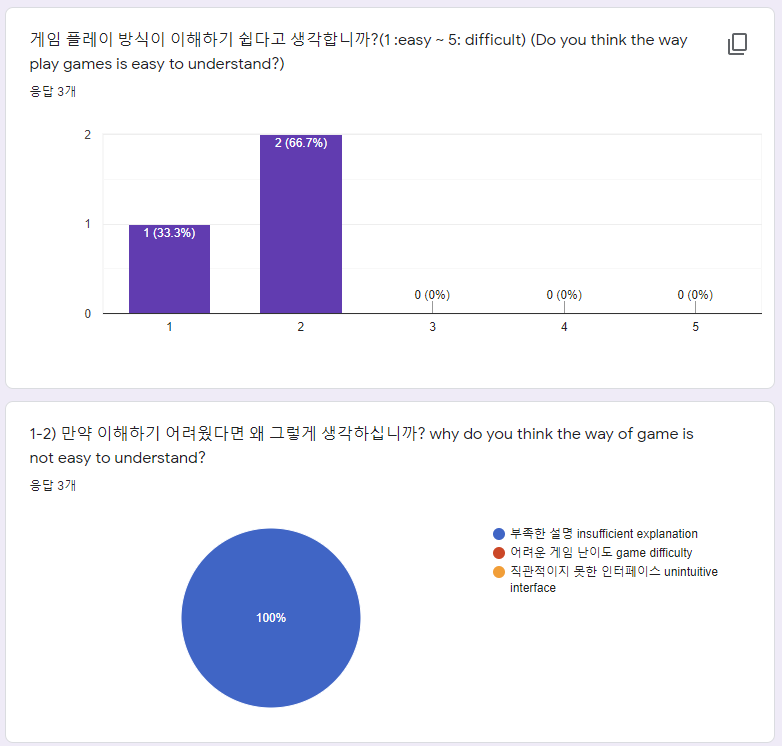 게임 플레이 방식이 이해하기 쉽다고 생각합니까?(1 :easy ~ 5: difficult) (Do you think the way
play games is easy to understand?)
응답 3개
2
2 (66.7%)
1
1 (33.3%)
0 (0%)
0 (0%)
0 (0%)
0
1
2
3
4
5
1-2) 만약 이해하기 어려웠다면 왜 그렇게 생각하십니까? why do you think the way of game is
not easy to understand?
응답 3개
부족한 설명 insufficient explanation
어려운 게임 난이도 game difficulty
직관적이지 못한 인터페이스 unintuitive
interface
100%